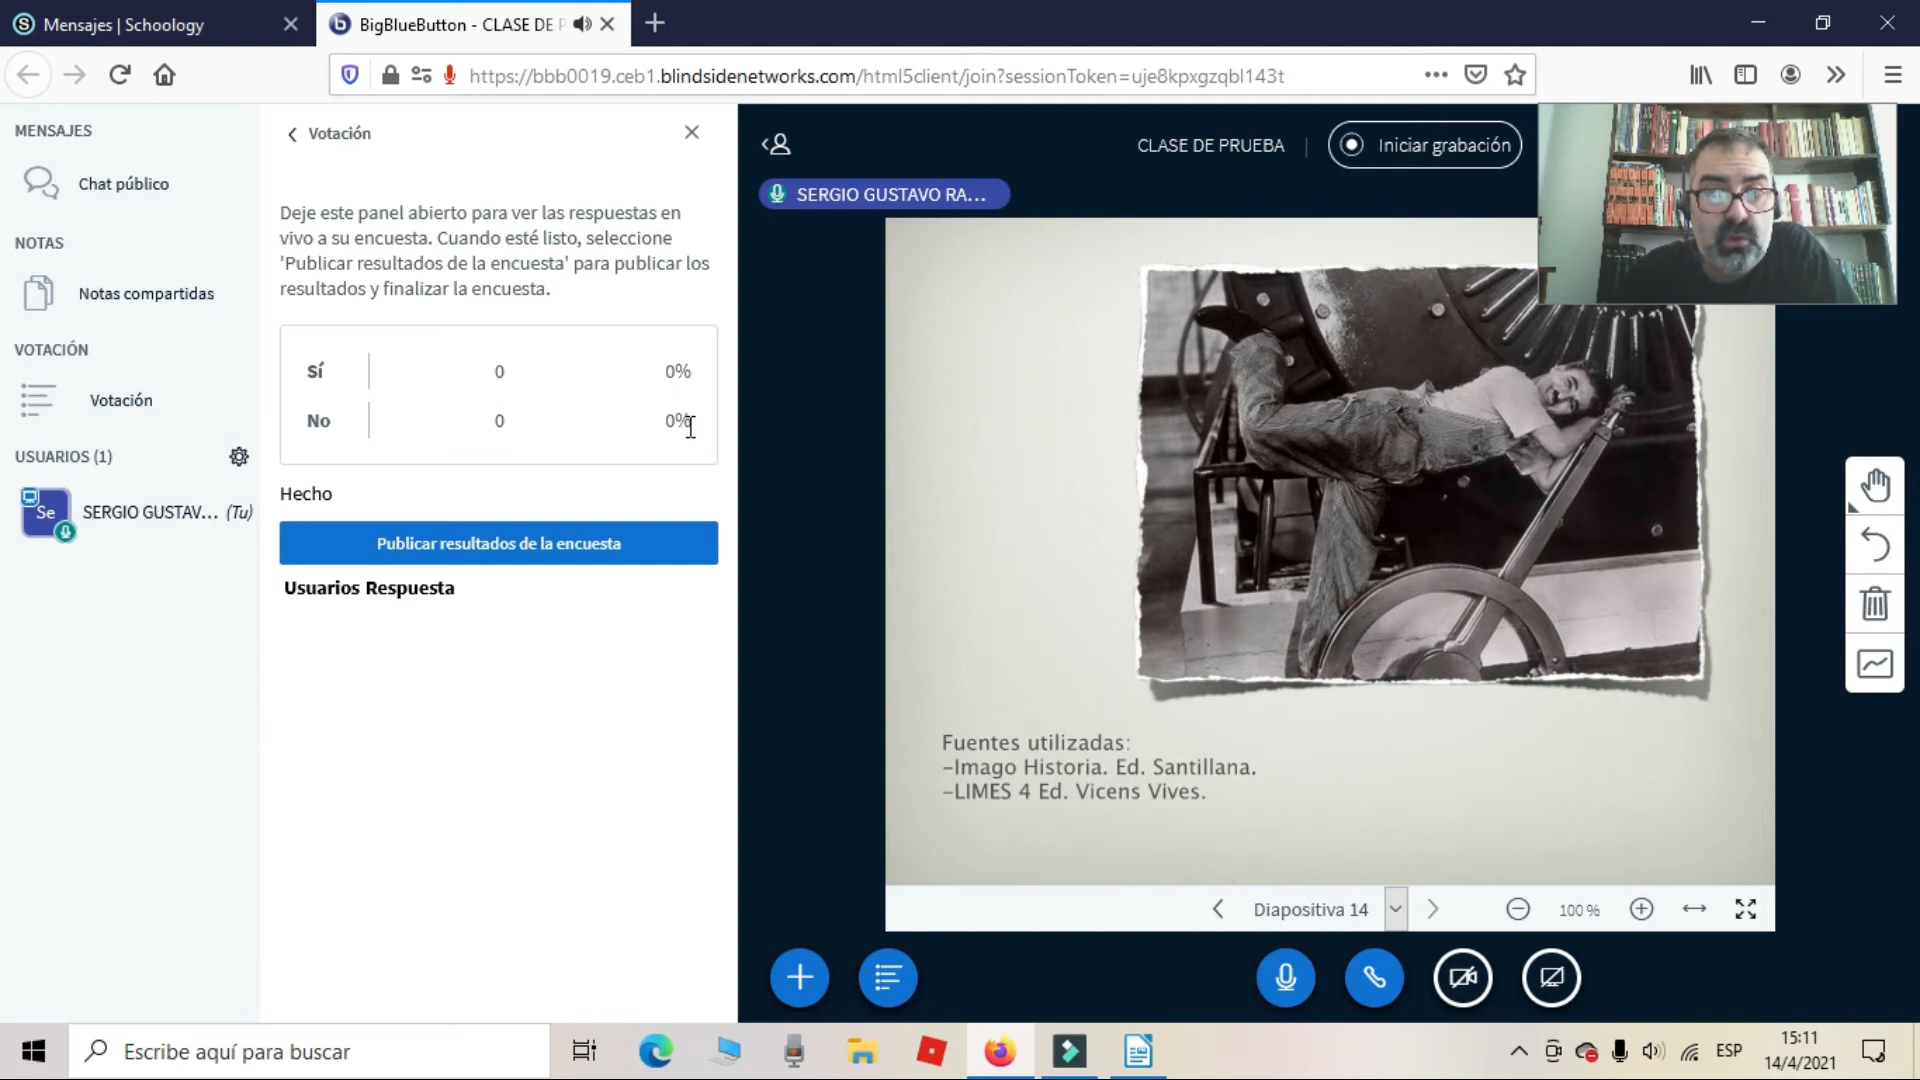 Mensajes | Schoology
BigBlueButton - CLASE DE P
https://bbb0019.ceb1.blindsidenetworks.com/html5client/join?sessionToken=uje8kpxgzqbl143t
MENSAJES
Chat público
NOTAS
Notas compartidas
VOTACIÓN
Votación
USUARIOS (1)
Se
SERGIO GUSTAV... (Tu)
Votación
Deje este panel abierto para ver las respuestas en
vivo a su encuesta. Cuando esté listo, seleccione
'Publicar resultados de la encuesta' para publicar los
resultados y finalizar la encuesta.
Sí 0 0%
No 0 0%
Hecho
Publicar resultados de la encuesta
Usuarios Respuesta
CLASE DE PRUEBA
Iniciar grabación
SERGIO GUSTAVO RA...
Fuentes utilizadas:
-Imago Historia. Ed. Santillana.
-LIMES 4 Ed. Vicens Vives.
Diapositiva 14
100 %
Escribe aquí para buscar
ESP
15:11
14/4/2021